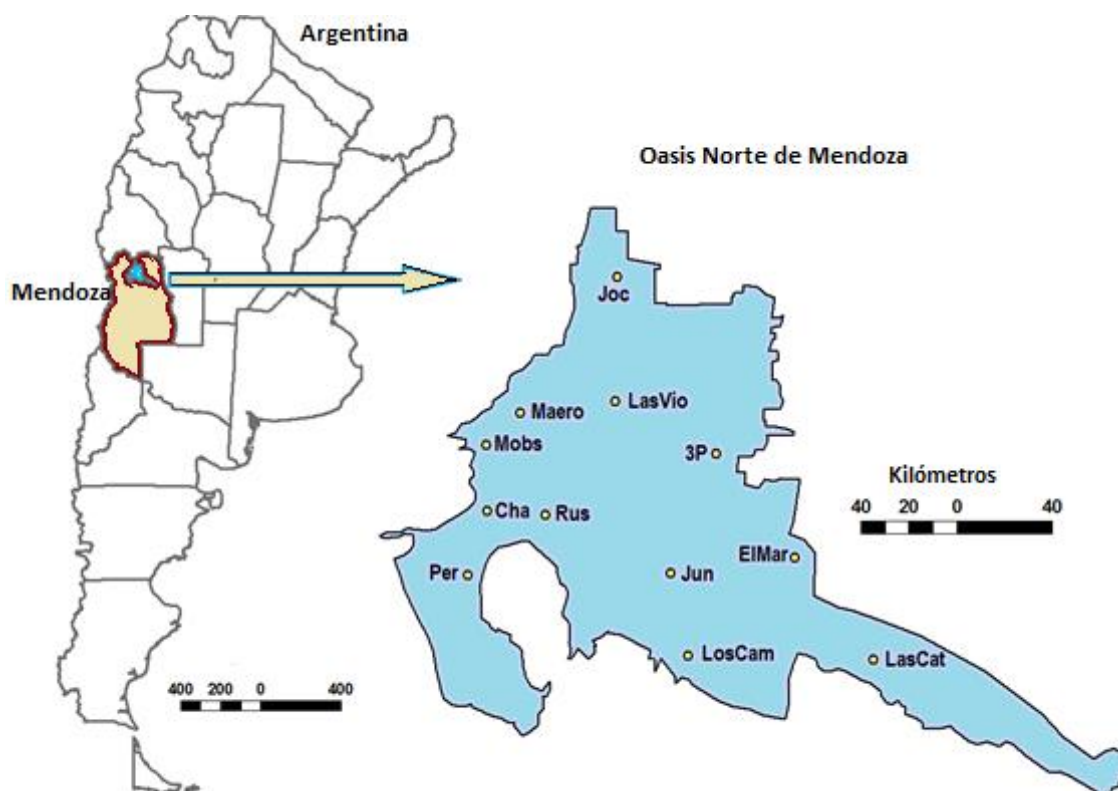 Argentina
Oasis Norte de Mendoza
Mendoza
Joc
LasVio
Maero
Mobs
3P
Kilómetros
40 20 0 40
Cha
Rus
ElMar
Per
Jun
LosCam
LasCat
400 200 0 400